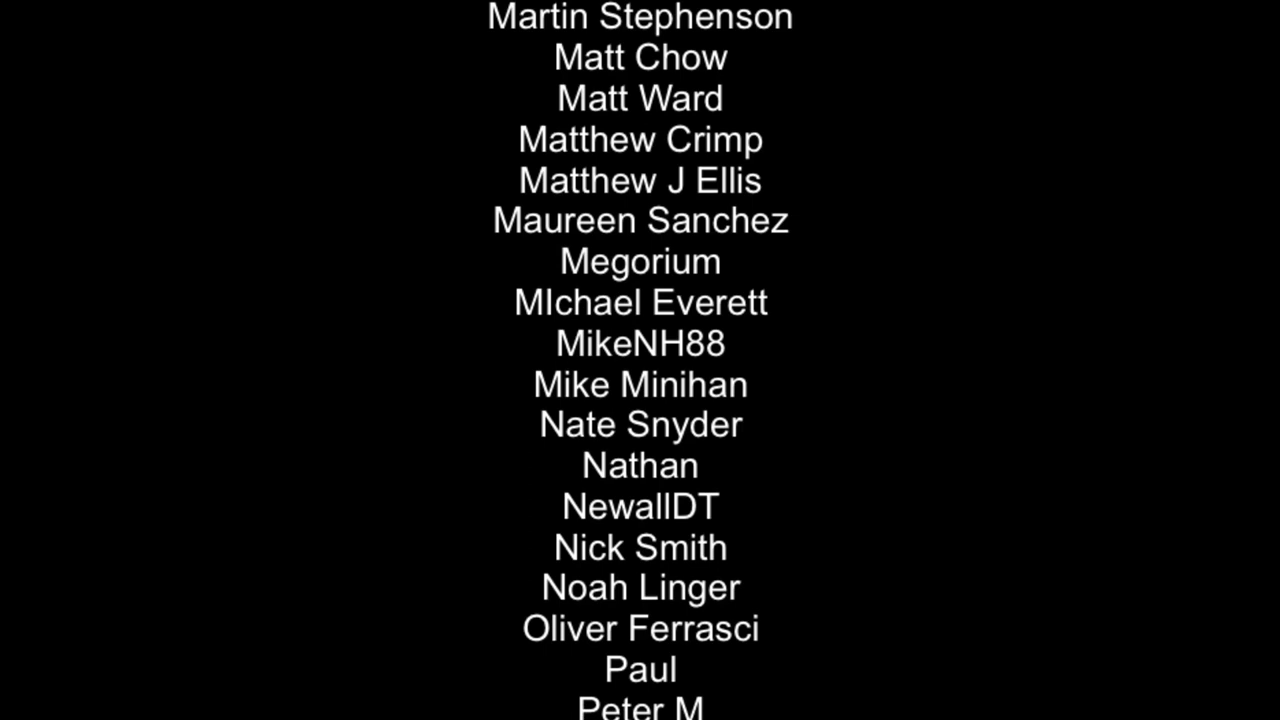 Martin Stephenson
Matt Chow
Matt Ward
Matthew Crimp
Matthew J Ellis
Maureen Sanchez
Megorium
MIchael Everett
MikeNH88
Mike Minihan
Nate Snyder
Nathan
NewallDT
Nick Smith
Noah Linger
Oliver Ferrasci
Paul
Peter M